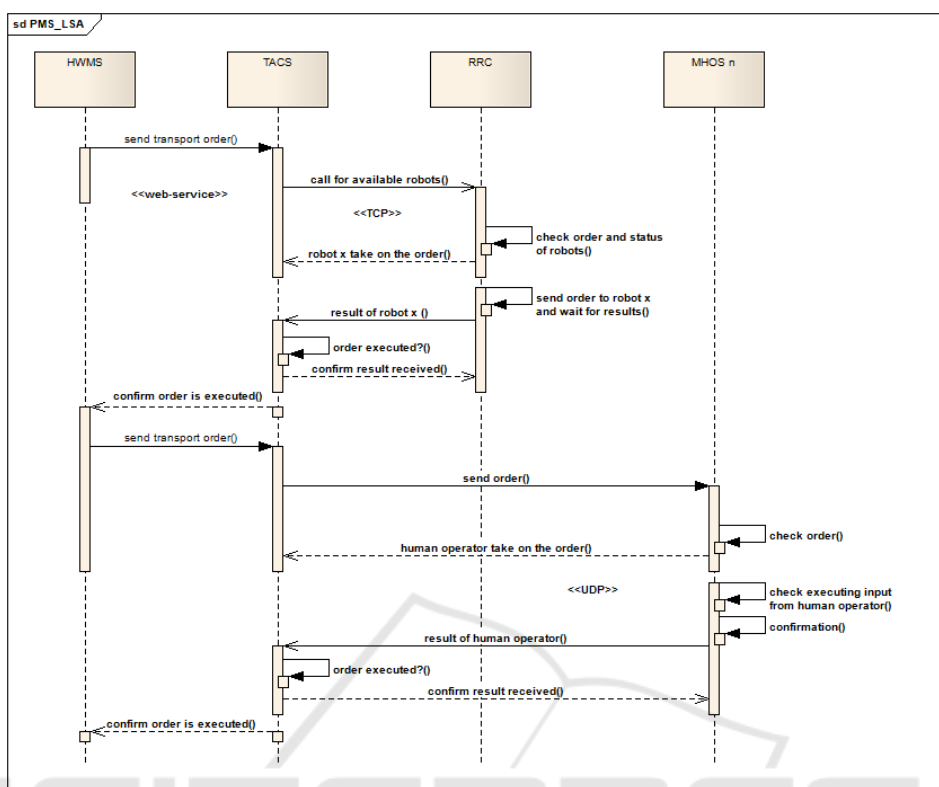 sd PMS_LSA
HWMS
TACS
RRC
MHOS n
send transport order()
call for available robots()
<<web-service>>
<<TCP>>
check order and status
of robots()
robot x take on the order()
send order to robot x
and wait for results()
result of robot x ()
order executed?()
confirm result received()
confirm order is executed()
send transport order()
send order()
check order()
human operator take on the order()
<<UDP>>
check executing input
from human operator()
confirmation()
result of human operator()
order executed?()
confirm result received()
confirm order is executed()